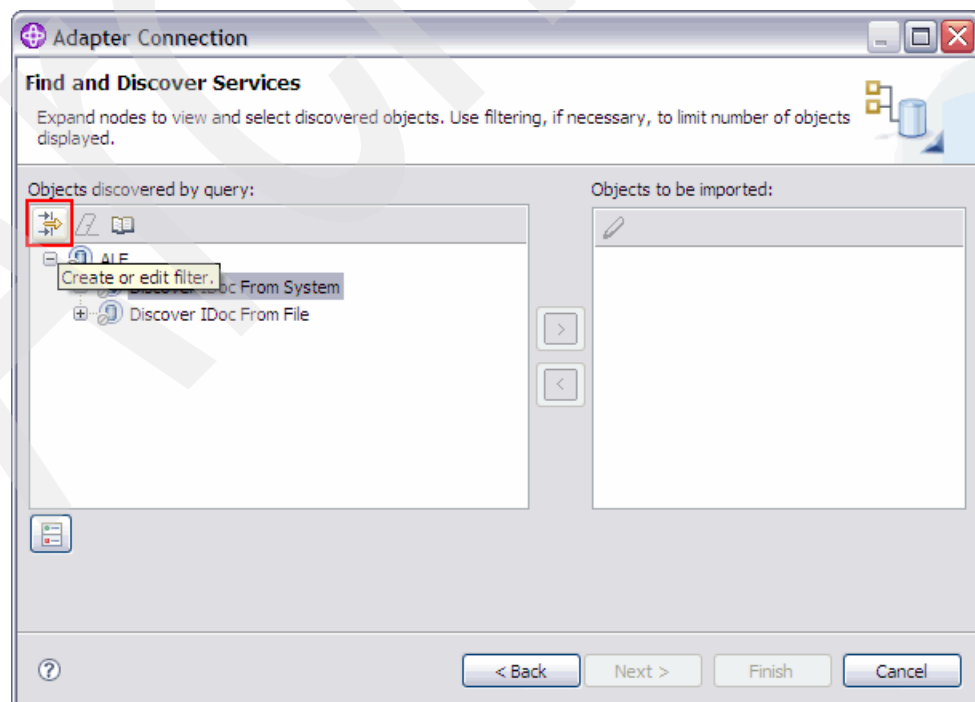 Adapter Connection
Find and Discover Services
Expand nodes to view and select discovered objects. Use filtering, if necessary, to limit number of objects
displayed.
Objects discovered by query:
Objects to be imported:
ALE
Create or edit filter.
Discover IDoc From System
Discover IDoc From File
>
<
?
< Back
Next >
Finish
Cancel